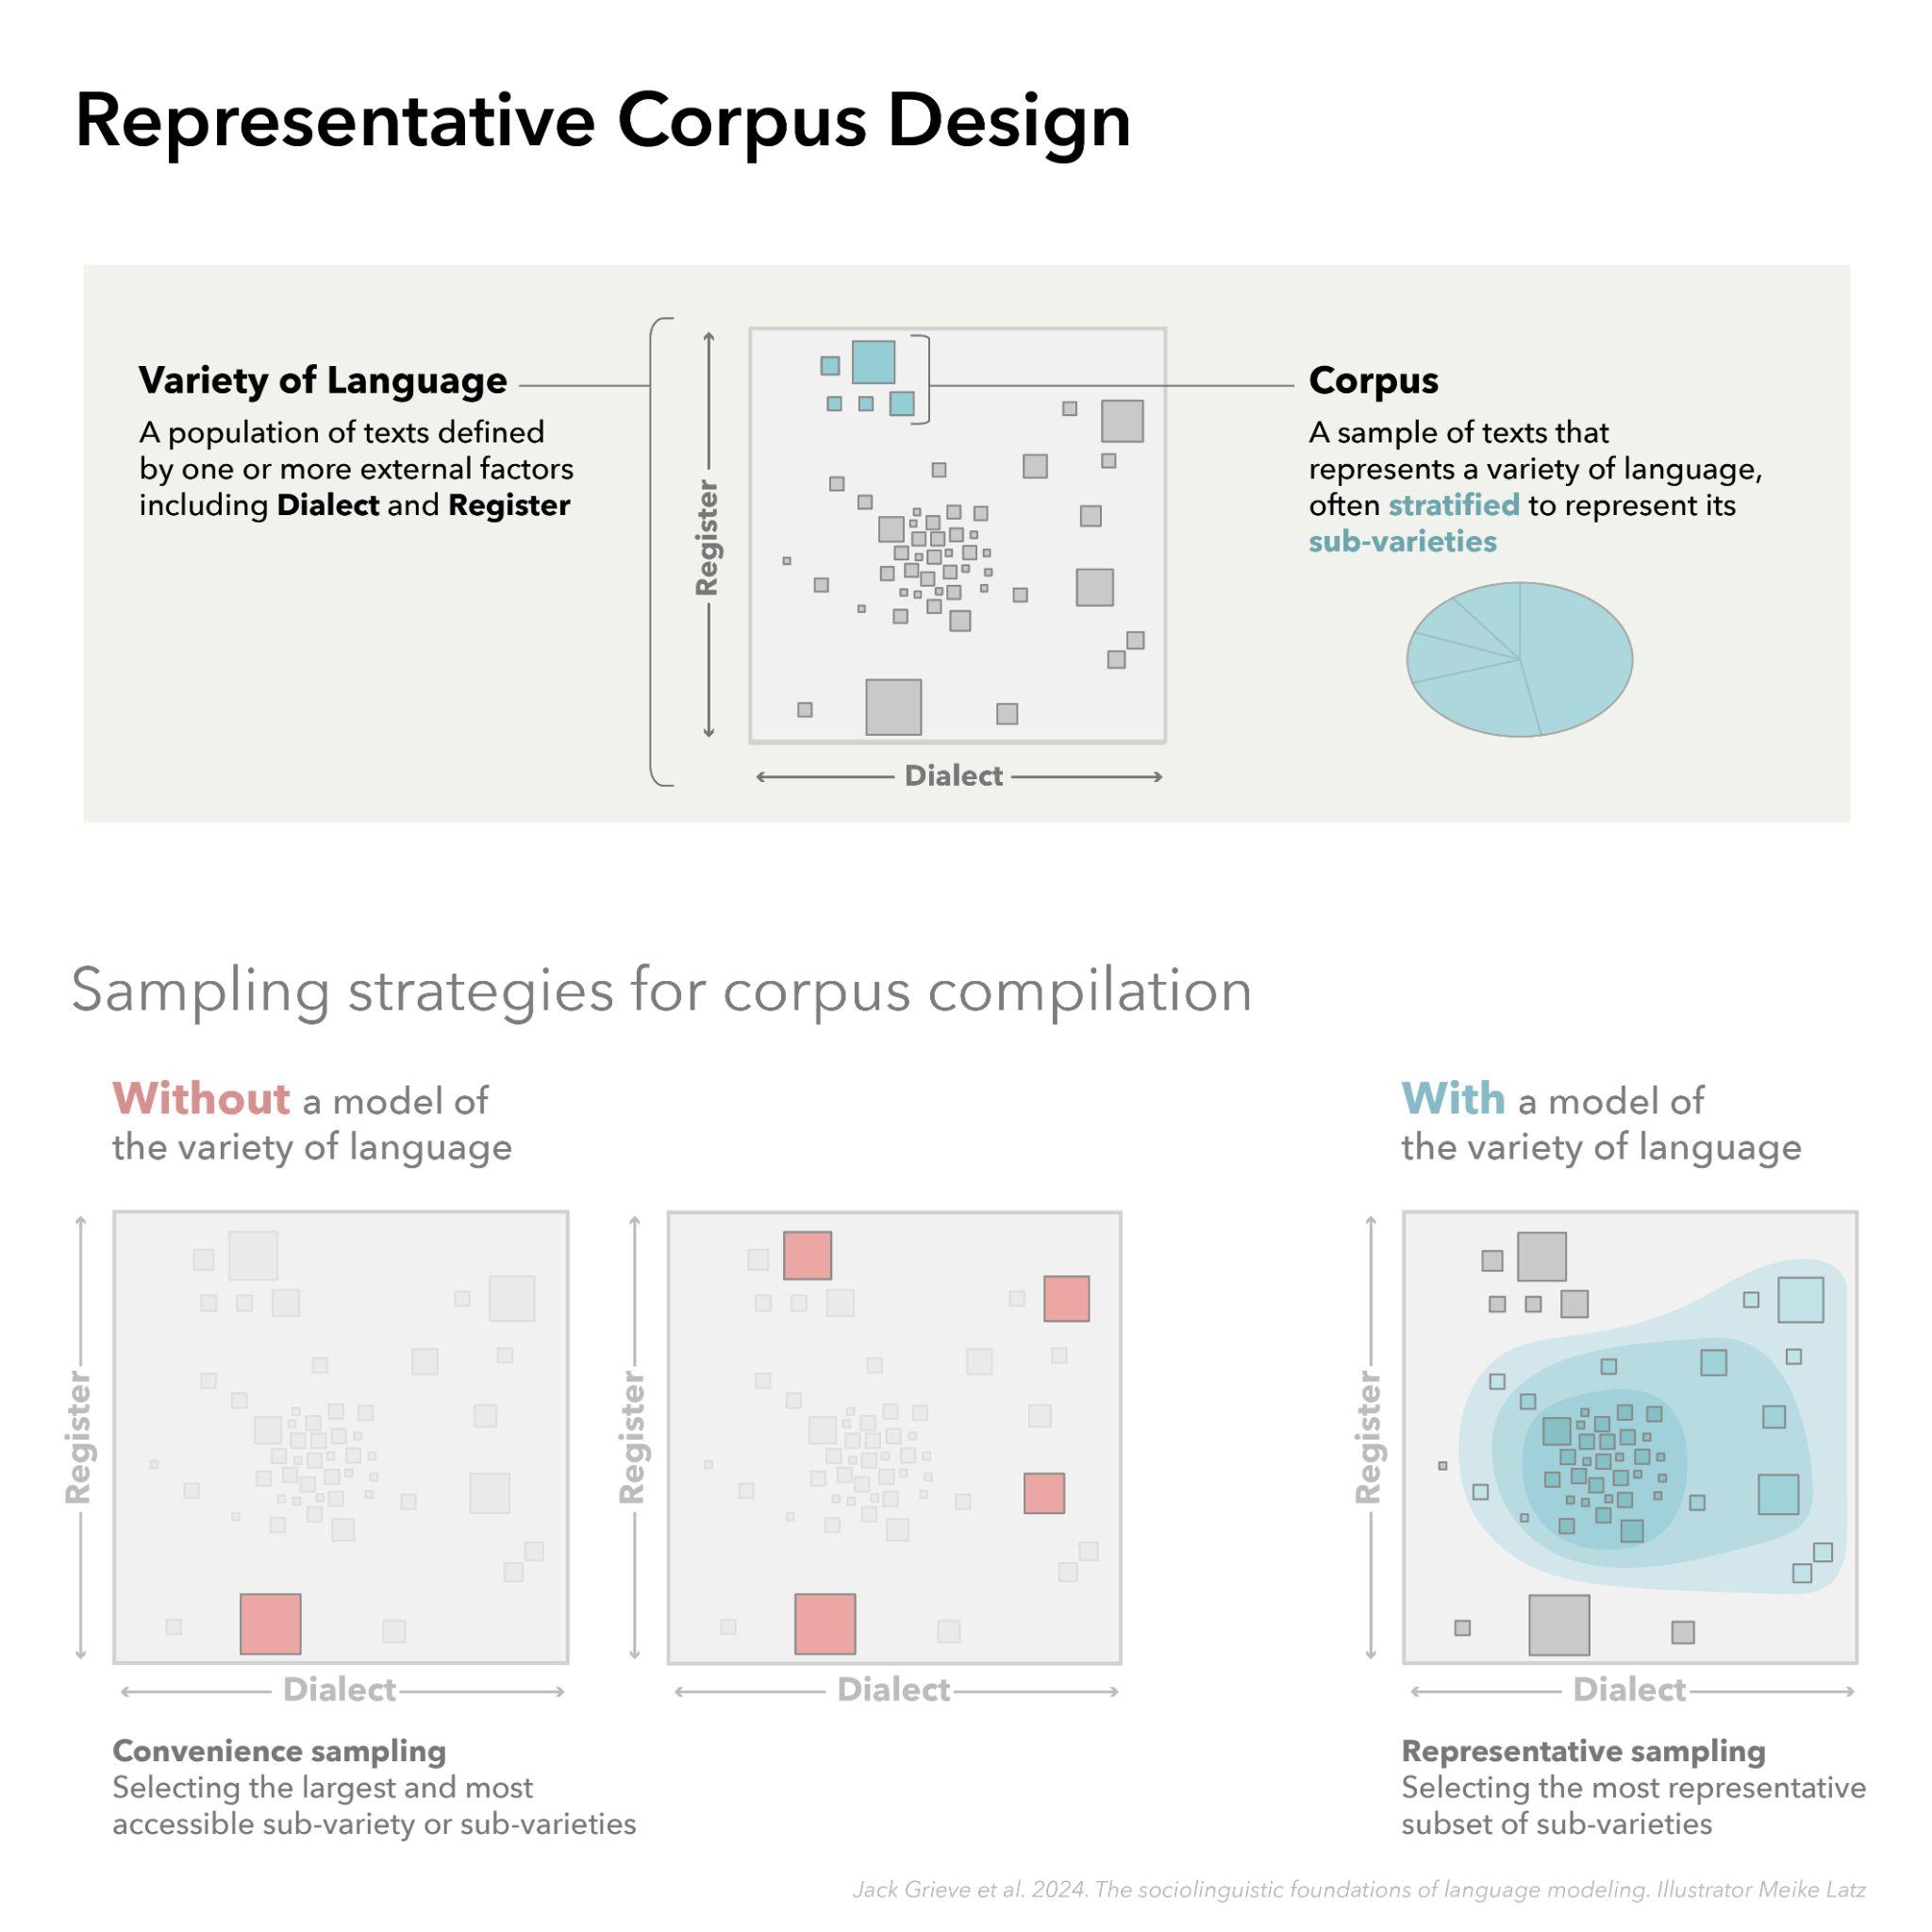 Representative Corpus Design
Variety of Language
A population of texts defined
by one or more external factors
including Dialect and Register
Register
Dialect
Corpus
A sample of texts that
represents a variety of language,
often stratified to represent its
sub-varieties
Sampling strategies for corpus compilation
Without a model of
the variety of language
With a model of
the variety of language
Register
Dialect
Register
Dialect
Register
Dialect
Convenience sampling
Selecting the largest and most
accessible sub-variety or sub-varieties
Representative sampling
Selecting the most representative
subset of sub-varieties
Jack Grieve et al. 2024. The sociolinguistic foundations of language modeling. Illustrator Meike Latz